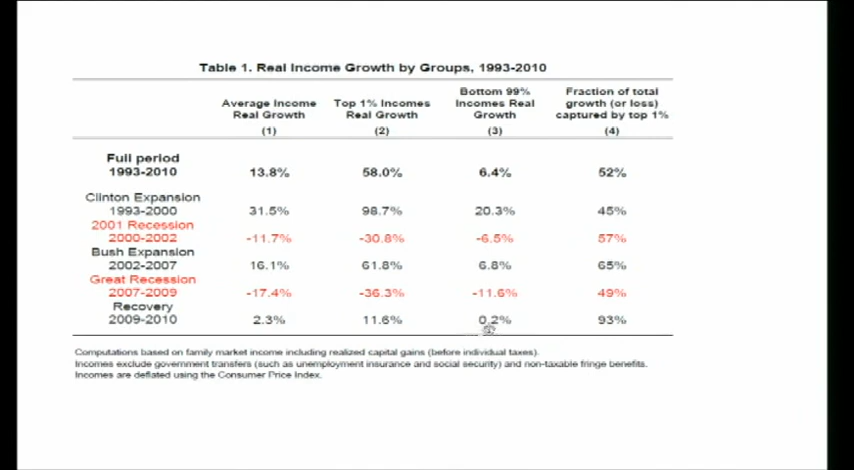 Table 1. Real Income Growth by Groups, 1993-2010
Average Income Real Growth (1)
Top 1% Incomes Real Growth (2)
Bottom 99% Incomes Real Growth (3)
Fraction of total growth (or loss) captured by top 1% (4)
Full period
1993-2010 13.8% 58.0% 6.4% 52%
Clinton Expansion
1993-2000 31.5% 98.7% 20.3% 45%
2001 Recession
2000-2002 -11.7% -30.8% -6.5% 57%
Bush Expansion
2002-2007 16.1% 61.8% 6.8% 65%
Great Recession
2007-2009 -17.4% -36.3% -11.6% 49%
Recovery
2009-2010 2.3% 11.6% 0.2% 93%
Computations based on family market income including realized capital gains (before individual taxes).
Incomes exclude government transfers (such as unemployment insurance and social security) and non-taxable fringe benefits.
Incomes are deflated using the Consumer Price Index.